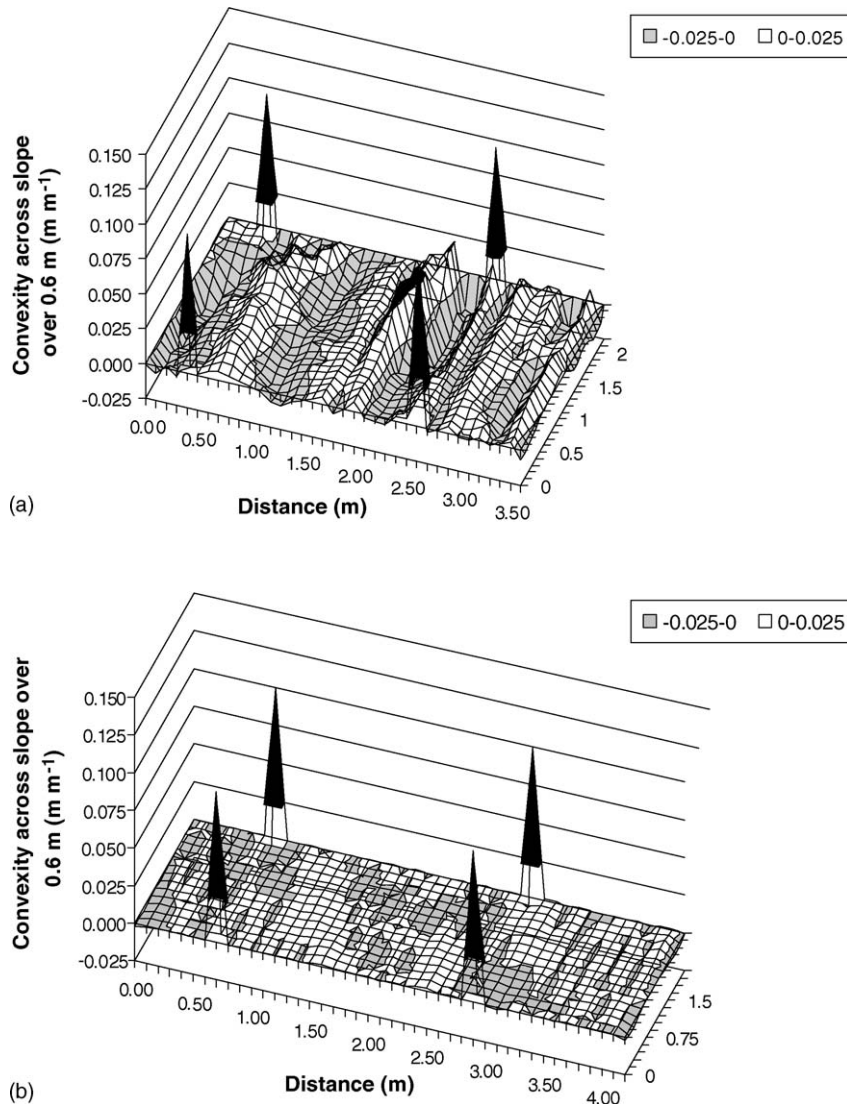 -0.025-0 0-0.025
Convexity across slope
over 0.6 m (m m⁻¹)
0.150
0.125
0.100
0.075
0.050
0.025
0.000
-0.025
0.00 0.50 1.00 1.50 2.00 2.50 3.00 3.50
0 0.5 1 1.5 2
Distance (m)
(a)
-0.025-0 0-0.025
Convexity across slope over
0.6 m (m m⁻¹)
0.150
0.125
0.100
0.075
0.050
0.025
0.000
-0.025
0.00 0.50 1.00 1.50 2.00 2.50 3.00 3.50 4.00
0 0.75 1.5
Distance (m)
(b)